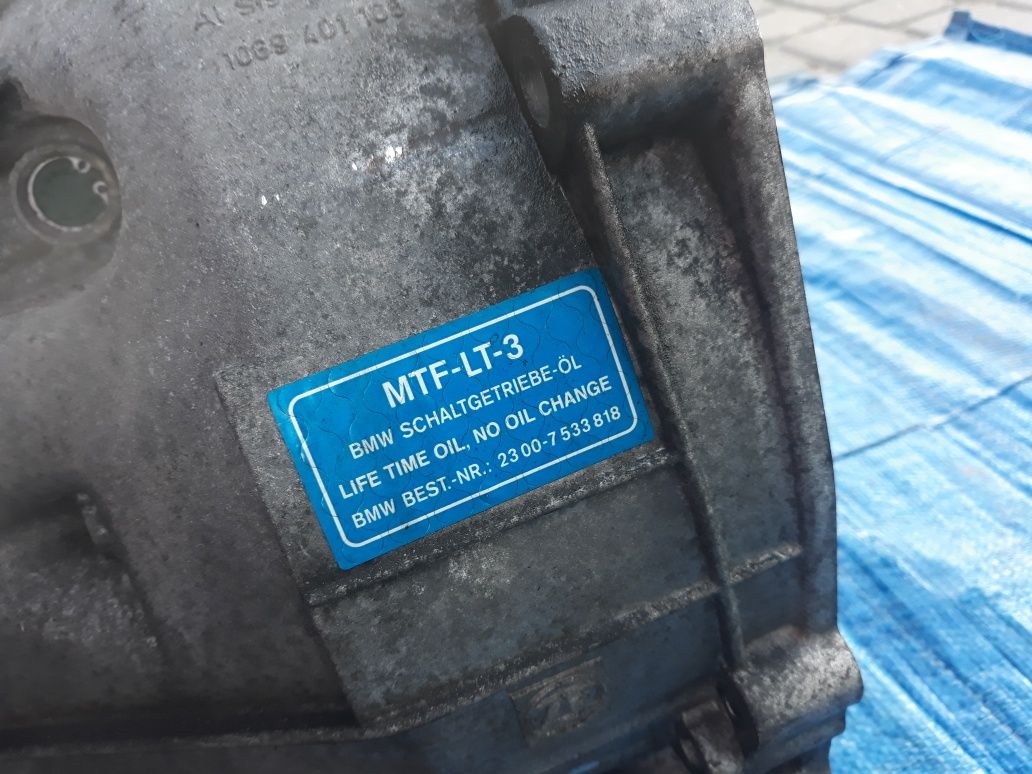 1069 401 103
MTF-LT-3
BMW SCHALTGETRIEBE-ÖL
LIFE TIME OIL, NO OIL CHANGE
BMW BEST.-NR.: 23 00-7 533 818